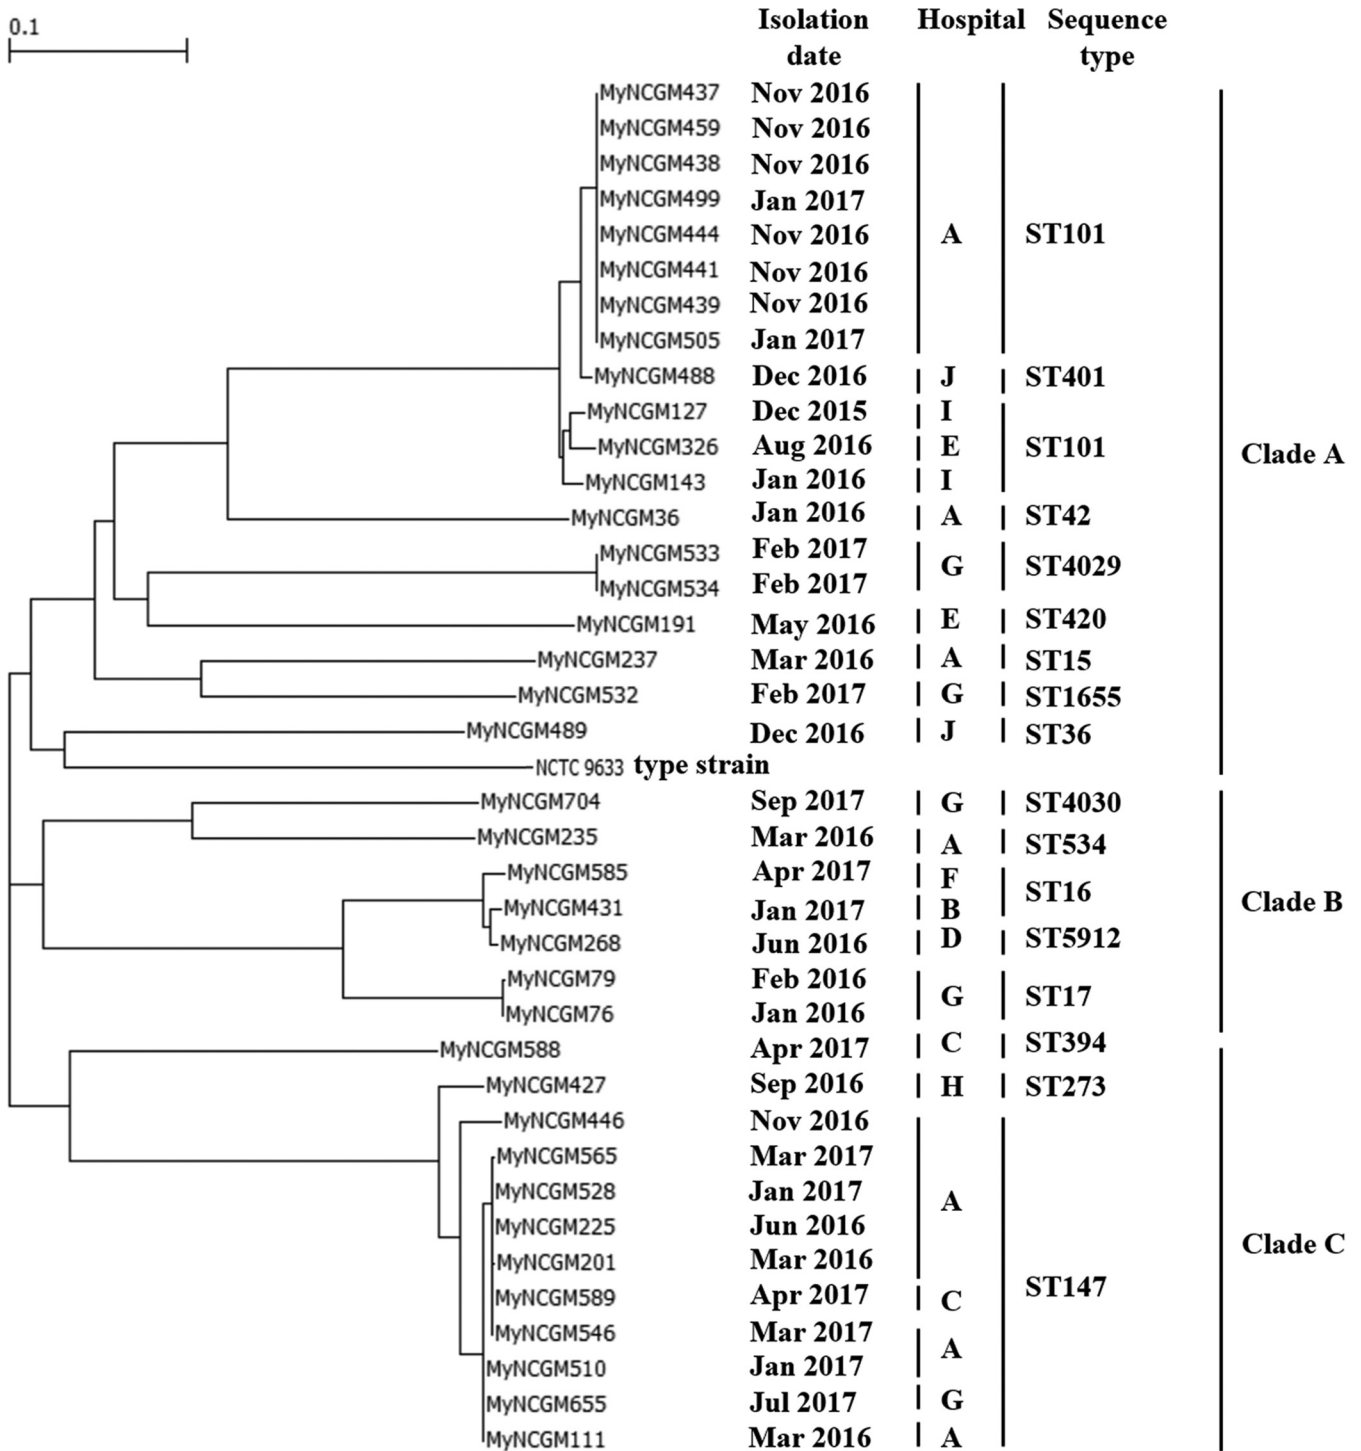 0.1
Isolation date Hospital Sequence type
MyNCGM437 Nov 2016
MyNCGM459 Nov 2016
MyNCGM438 Nov 2016
MyNCGM499 Jan 2017
MyNCGM444 Nov 2016 A ST101
MyNCGM441 Nov 2016
MyNCGM439 Nov 2016
MyNCGM505 Jan 2017
MyNCGM488 Dec 2016 J ST401
MyNCGM127 Dec 2015 I
MyNCGM326 Aug 2016 E ST101
Clade A
MyNCGM143 Jan 2016 I
MyNCGM36 Jan 2016 A ST42
MyNCGM533 Feb 2017
G ST4029
MyNCGM534 Feb 2017
MyNCGM191 May 2016 E ST420
MyNCGM237 Mar 2016 A ST15
MyNCGM532 Feb 2017 G ST1655
MyNCGM489 Dec 2016 J ST36
NCTC 9633 type strain
MyNCGM704 Sep 2017 G ST4030
MyNCGM235 Mar 2016 A ST534
MyNCGM585 Apr 2017 F
ST16
MyNCGM431 Jan 2017 B
Clade B
MyNCGM268 Jun 2016 D ST5912
MyNCGM79 Feb 2016
G ST17
MyNCGM76 Jan 2016
MyNCGM588 Apr 2017 C ST394
MyNCGM427 Sep 2016 H ST273
MyNCGM446 Nov 2016
MyNCGM565 Mar 2017
MyNCGM528 Jan 2017 A
MyNCGM225 Jun 2016
Clade C
MyNCGM201 Mar 2016
ST147
MyNCGM589 Apr 2017 C
MyNCGM546 Mar 2017
A
MyNCGM510 Jan 2017
MyNCGM655 Jul 2017 G
MyNCGM111 Mar 2016 A